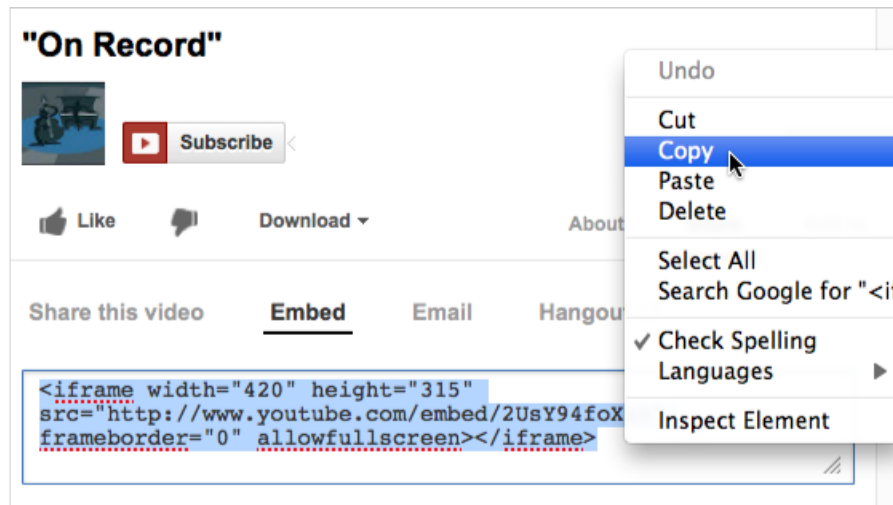 "On Record"
Subscribe
Like
Download
About
Share this video
Embed
Email
<iframe width="420" height="315"
src="http://www.youtube.com/embed/2UsY94foX
frameborder="0" allowfullscreen></iframe>
Undo
Cut
Copy
Paste
Delete
Select All
Search Google for "<i
✓ Check Spelling
Languages
Inspect Element